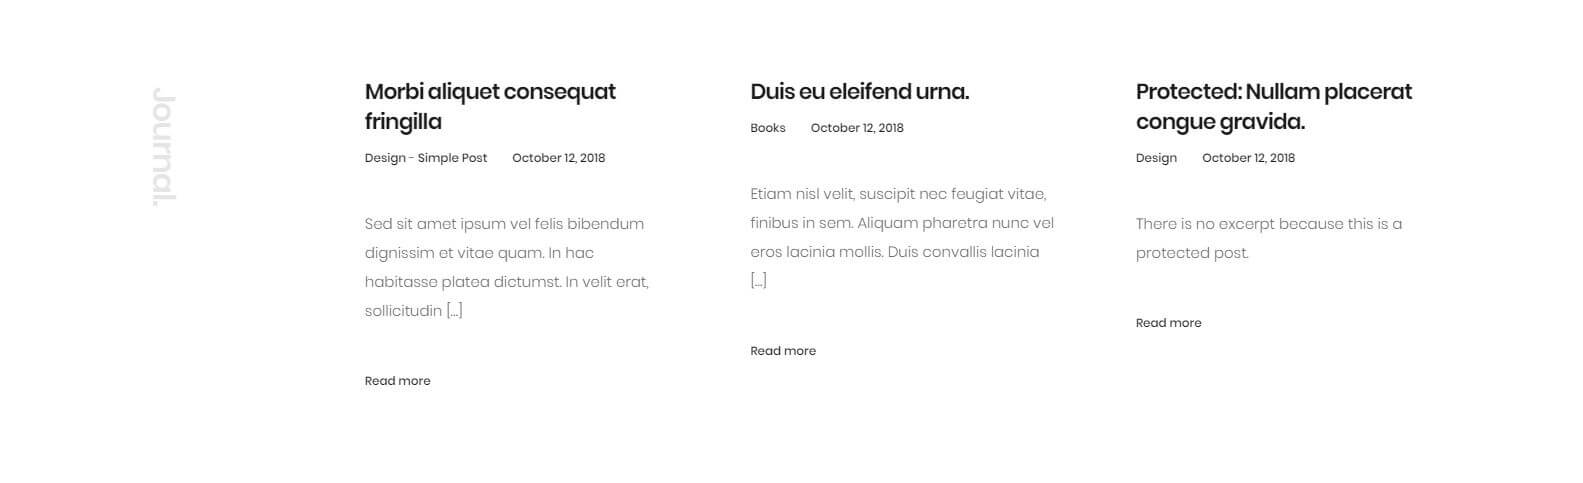 Journal.
Morbi aliquet consequat
fringilla
Design - Simple Post October 12, 2018
Sed sit amet ipsum vel felis bibendum
dignissim et vitae quam. In hac
habitasse platea dictumst. In velit erat,
sollicitudin [...]
Read more
Duis eu eleifend urna.
Books October 12, 2018
Etiam nisl velit, suscipit nec feugiat vitae,
finibus in sem. Aliquam pharetra nunc vel
eros lacinia mollis. Duis convallis lacinia
[...]
Read more
Protected: Nullam placerat
congue gravida.
Design October 12, 2018
There is no excerpt because this is a
protected post.
Read more